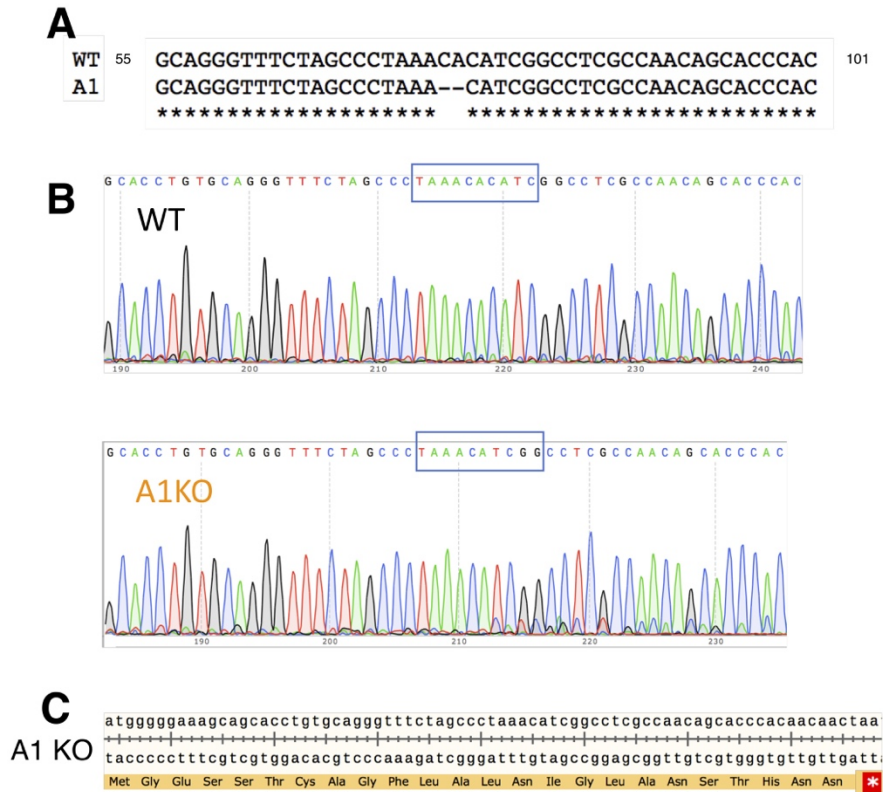 A
WT 55 GCAGGGTTTCTAGCCCTAAACACATCGGCCTCGCCAACAGCACCCAC 101
A1 GCAGGGTTTCTAGCCCTAAA--CATCGGCCTCGCCAACAGCACCCAC
******************** *************************
B
G C A C C T G T G C A G G G T T T C T A G C C C T A A A C A C A T C G G C C T C G C C A A C A G C A C C C A C
WT
190 200 210 220 230 240
G C A C C T G T G C A G G G T T T C T A G C C C T A A A C A T C G G C C T C G C C A A C A G C A C C C A C
A1KO
190 200 210 220 230
C
atgggggaaagcagcacctgtgcagggtttctagccctaaacatcggcctcgccaacagcacccacaacaactaa
A1 KO
taccccctttcgtcgtggacacgtcccaaagatcgggatttgtagccggagcggttgtcgtgggtgttgttgatt
Met Gly Glu Ser Ser Thr Cys Ala Gly Phe Leu Ala Leu Asn Ile Gly Leu Ala Asn Ser Thr His Asn Asn *